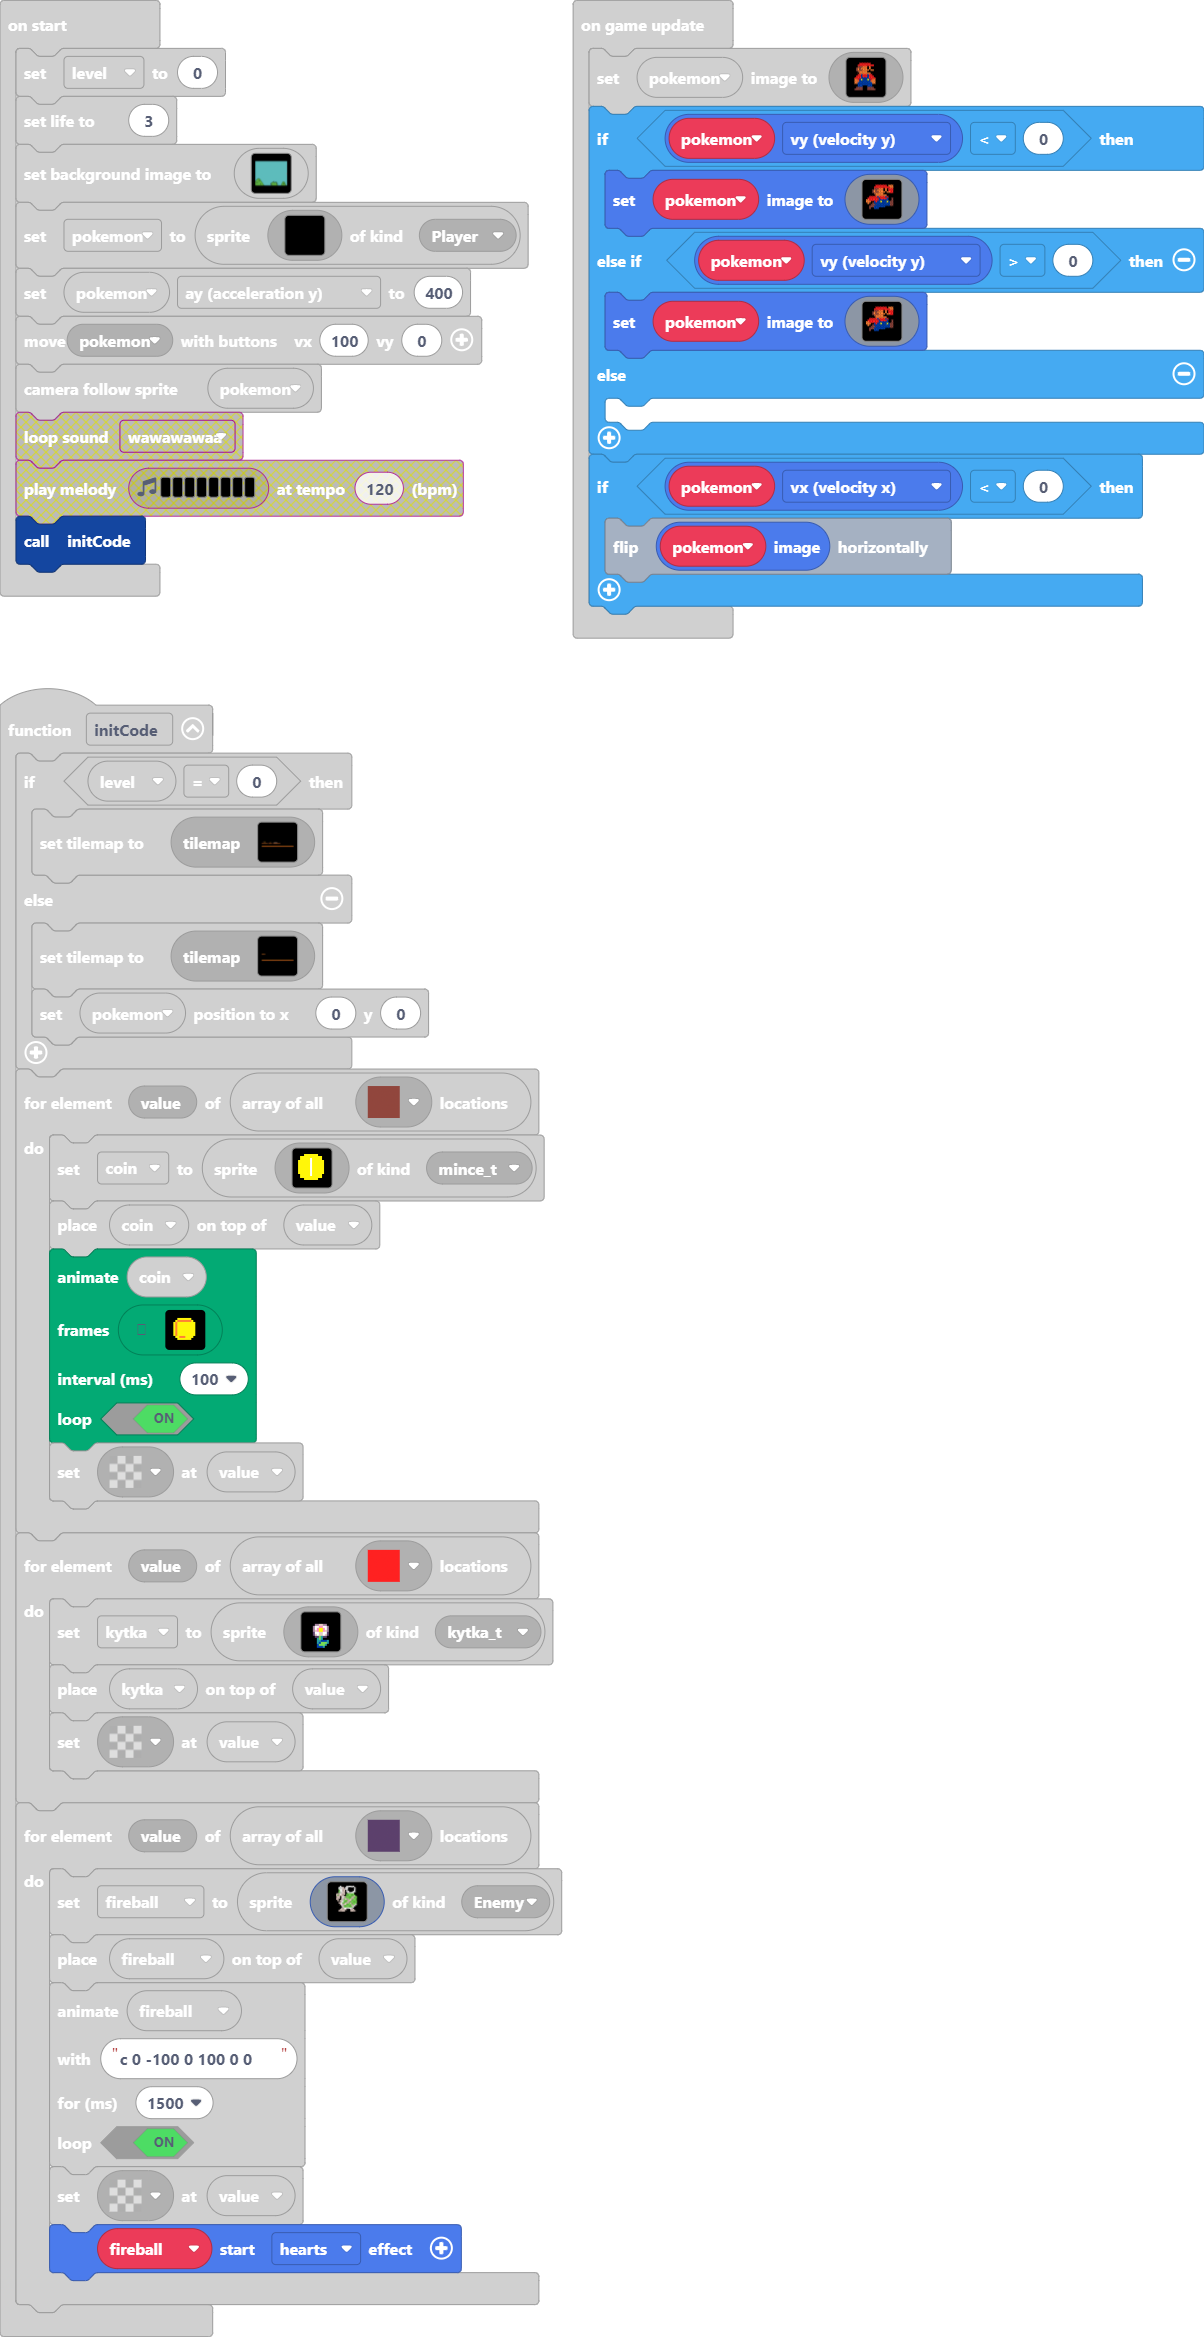 on start
set level to 0
set life to 3
set background image to
set pokemon to sprite of kind Player
set pokemon ay (acceleration y) to 400
move pokemon with buttons vx 100 vy 0
camera follow sprite pokemon
loop sound wawawawaa
play melody at tempo 120 (bpm)
call initCode
on game update
set pokemon image to
if pokemon vy (velocity y) < 0 then
set pokemon image to
else if pokemon vy (velocity y) > 0 then
set pokemon image to
else
if pokemon vx (velocity x) < 0 then
flip pokemon image horizontally
function initCode
if level = 0 then
set tilemap to tilemap
else
set tilemap to tilemap
set pokemon position to x 0 y 0
for element value of array of all locations
do
set coin to sprite of kind mince_t
place coin on top of value
animate coin
frames
interval (ms) 100
loop ON
set at value
for element value of array of all locations
do
set kytka to sprite of kind kytka_t
place kytka on top of value
set at value
for element value of array of all locations
do
set fireball to sprite of kind Enemy
place fireball on top of value
animate fireball
with "c 0 -100 0 100 0 0 "
for (ms) 1500
loop ON
set at value
fireball start hearts effect